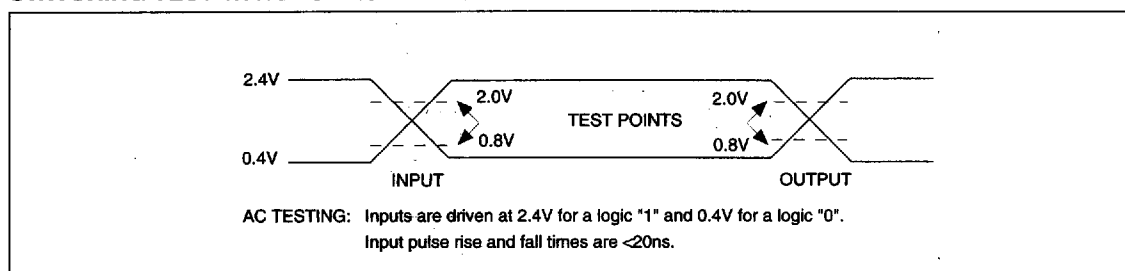 2.4V
2.0V
2.0V
TEST POINTS
0.8V
0.8V
0.4V
INPUT
OUTPUT
AC TESTING: Inputs are driven at 2.4V for a logic "1" and 0.4V for a logic "0".
Input pulse rise and fall times are <20ns.